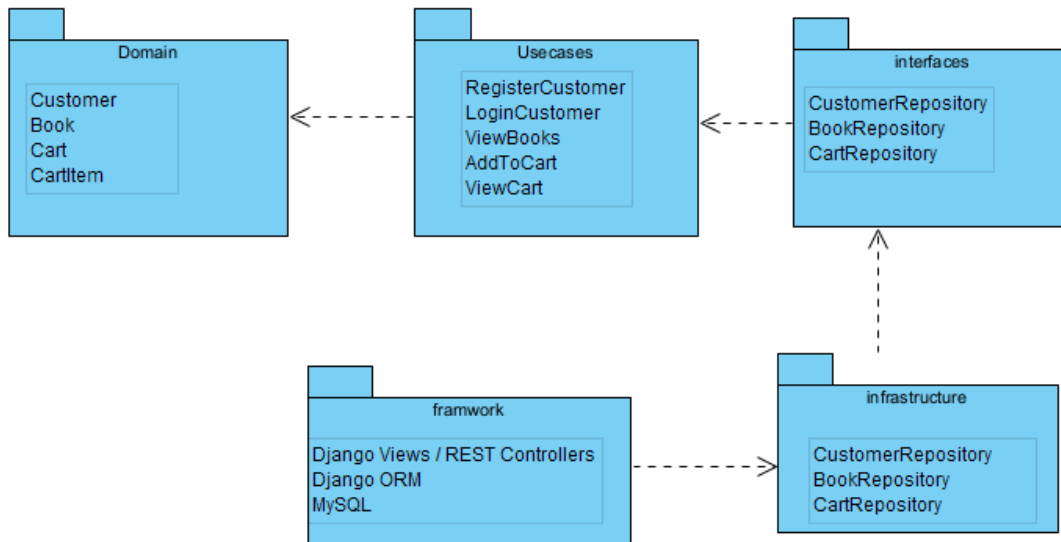 Domain
Customer
Book
Cart
CartItem
Usecases
RegisterCustomer
LoginCustomer
ViewBooks
AddToCart
ViewCart
interfaces
CustomerRepository
BookRepository
CartRepository
framwork
Django Views / REST Controllers
Django ORM
MySQL
infrastructure
CustomerRepository
BookRepository
CartRepository